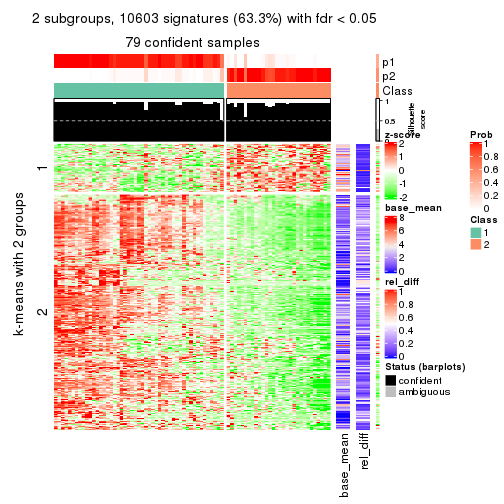 2 subgroups, 10603 signatures (63.3%) with fdr < 0.05
79 confident samples
p1
p2
Class
1
0.5
0
Silhouette
score
k-means with 2 groups
1
2
base_mean
rel_diff
z-score
2
1
0
-1
-2
base_mean
8
6
4
2
0
rel_diff
1
0.8
0.6
0.4
0.2
0
Status (barplots)
confident
ambiguous
Prob
1
0.8
0.6
0.4
0.2
0
Class
1
2